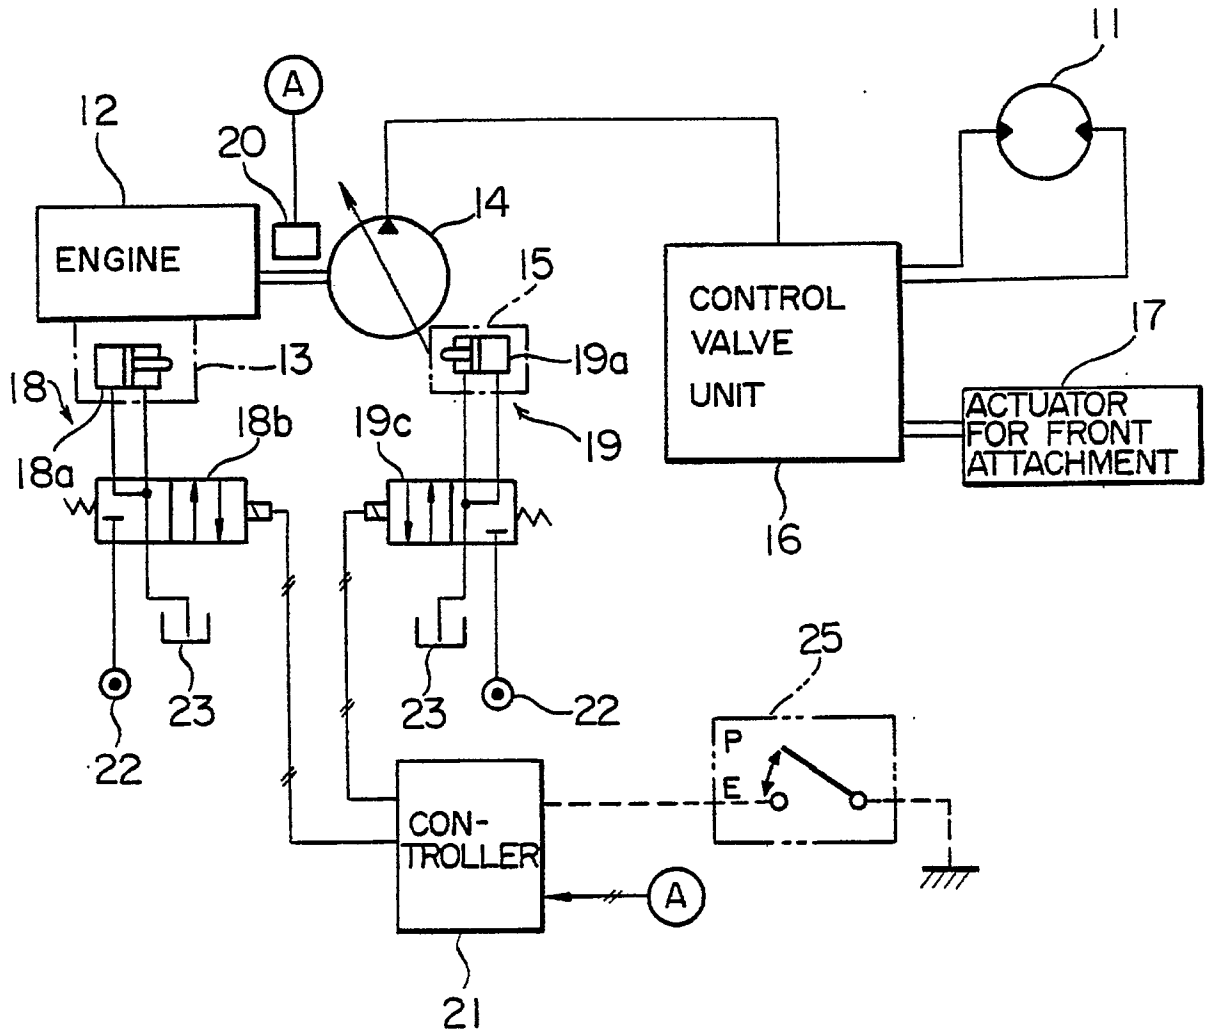 11
A
12
20
14
ENGINE
15
CONTROL
VALVE
UNIT
17
13
19a
18
18a
18b
19c
19
ACTUATOR
FOR FRONT
ATTACHMENT
16
23
22
23
22
25
P
E
CON-
TROLLER
A
21